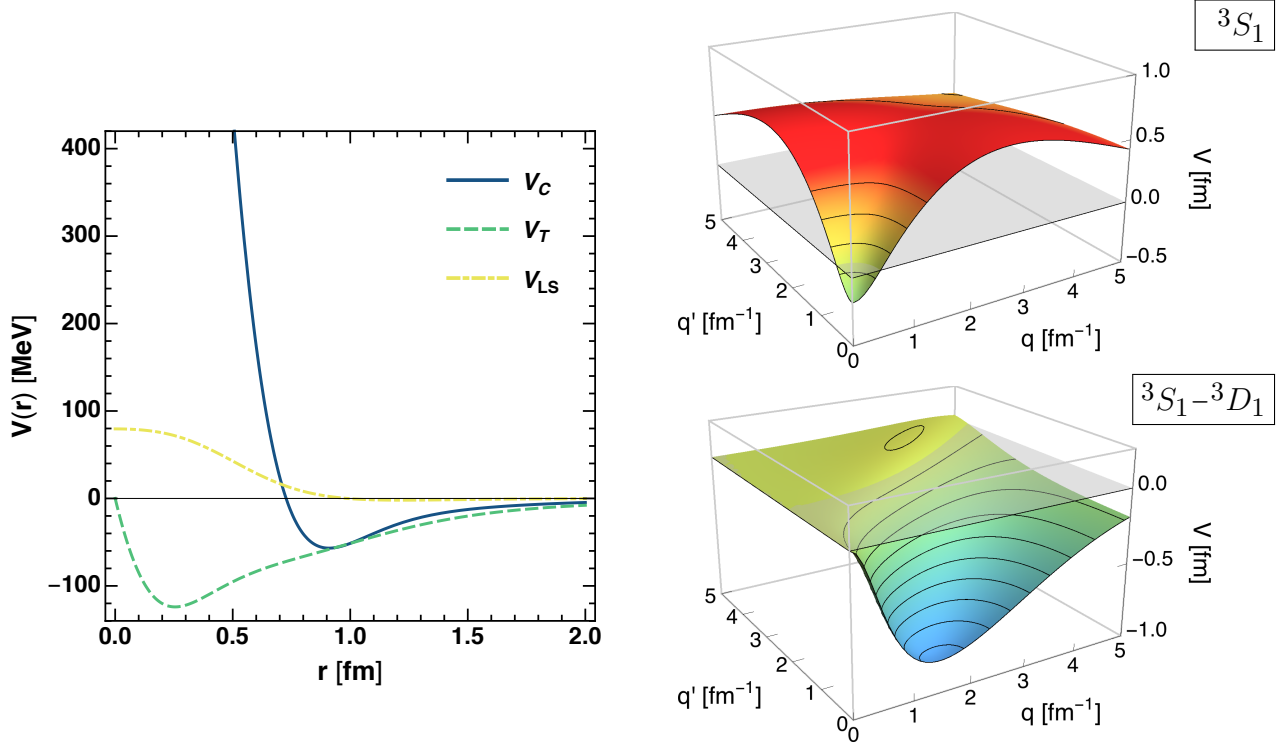 400
300
200
100
0
−100
V(r) [MeV]
V_C
V_T
V_LS
0.0 0.5 1.0 1.5 2.0
r [fm]
³S₁
1.0
0.5
0.0
−0.5
V [fm]
5
4
3
2
1
0
q' [fm⁻¹]
0
1
2
3
4
5
q [fm⁻¹]
³S₁–³D₁
0.0
−0.5
−1.0
V [fm]
5
4
3
2
1
0
q' [fm⁻¹]
0
1
2
3
4
5
q [fm⁻¹]